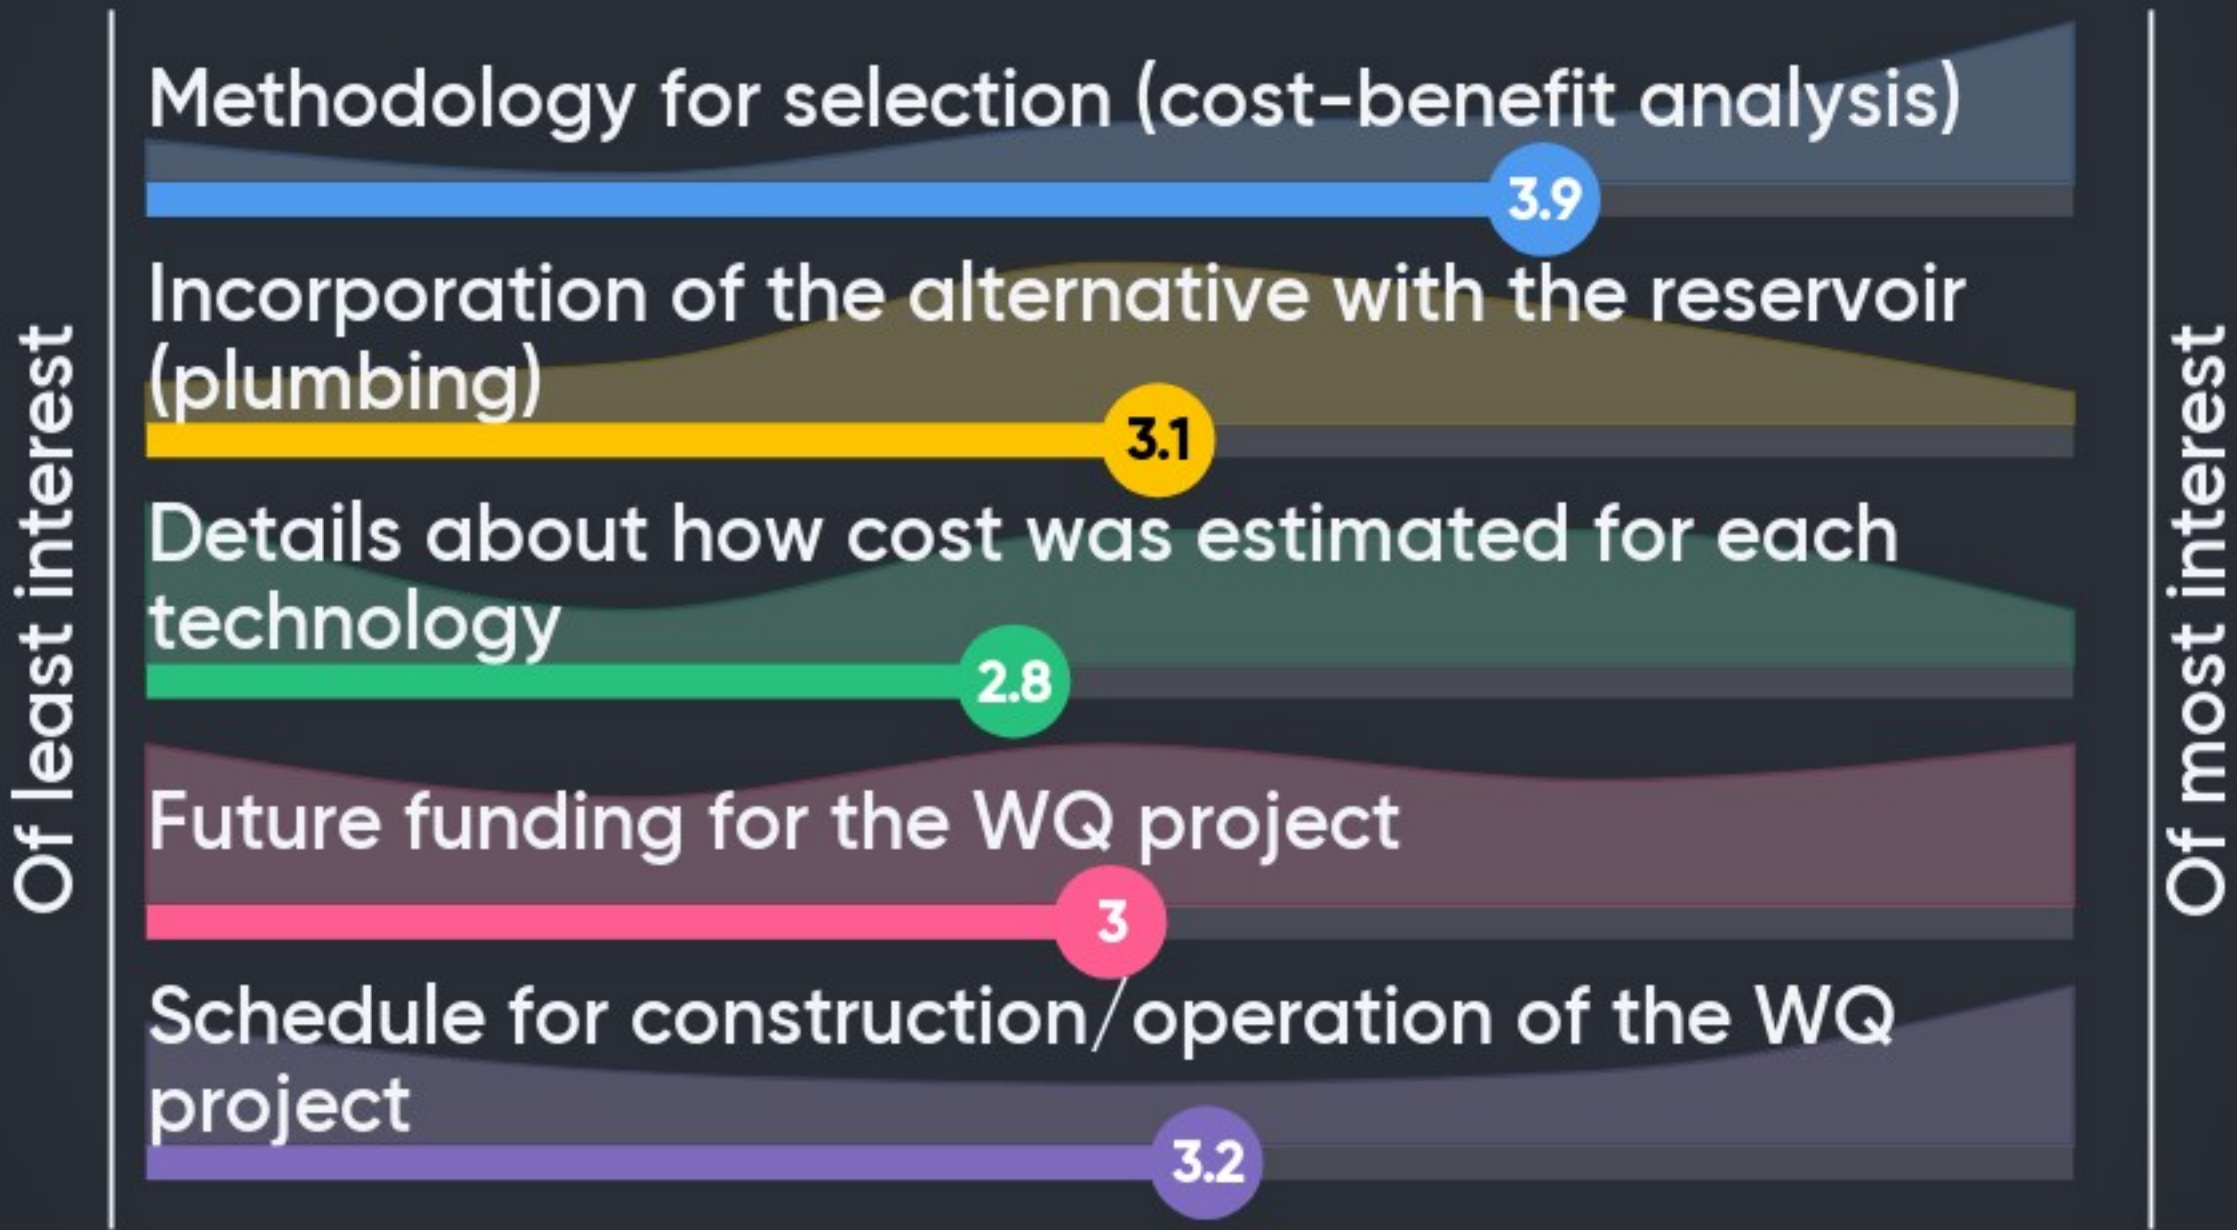 Of least interest
Methodology for selection (cost-benefit analysis)
3.9
Incorporation of the alternative with the reservoir
(plumbing)
3.1
Details about how cost was estimated for each
technology
2.8
Future funding for the WQ project
3
Schedule for construction/operation of the WQ
project
3.2
Of most interest